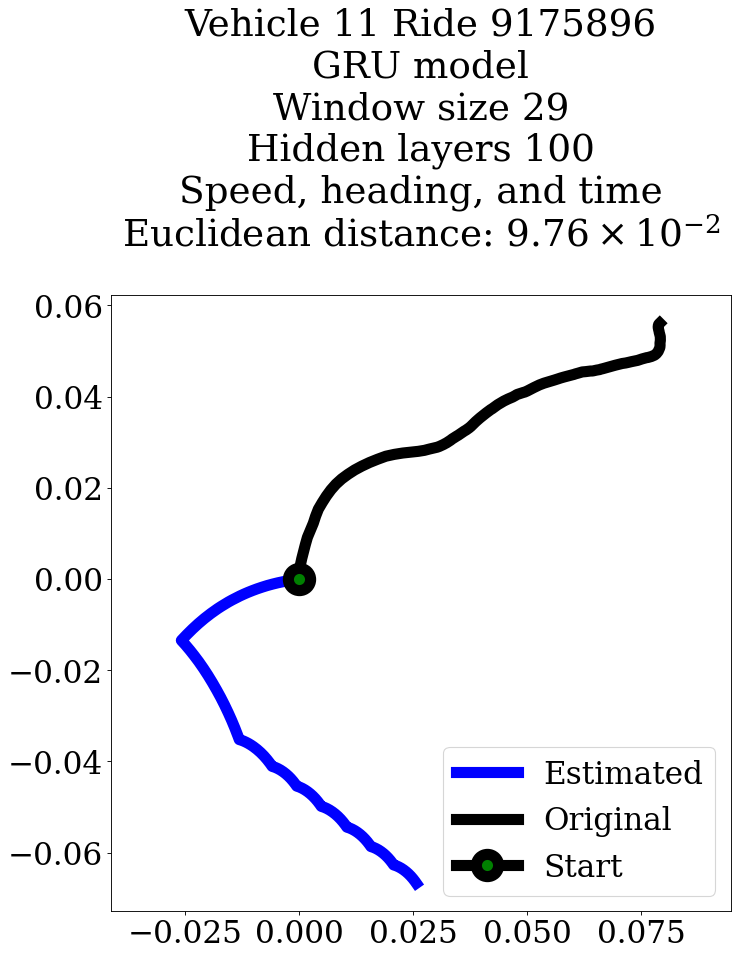 Vehicle 11 Ride 9175896
GRU model
Window size 29
Hidden layers 100
Speed, heading, and time
Euclidean distance: 9.76 × 10⁻²
0.06
0.04
0.02
0.00
−0.02
−0.04
−0.06
Estimated
Original
Start
−0.025 0.000 0.025 0.050 0.075